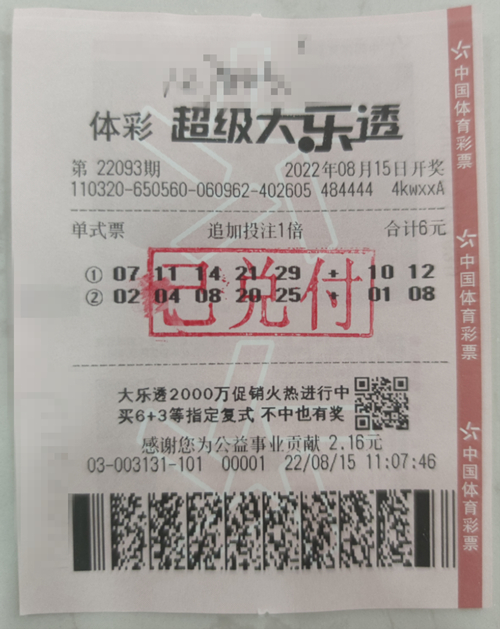 体彩 超级大乐透
第 22093期 2022年08月15日开奖
110320-650560-060962-402605 484444 4kwxxA
单式票 追加投注1倍 合计6元
① 07 11 14 21 29 + 10 12
② 02 04 08 20 25 + 01 08
已兑付
大乐透2000万促销火热进行中
买6+3等指定复式 不中也有奖
感谢您为公益事业贡献 2.16元
03-003131-101 00001 22/08/15 11:07:46
中国体育彩票
中国体育彩票
中国体育彩票